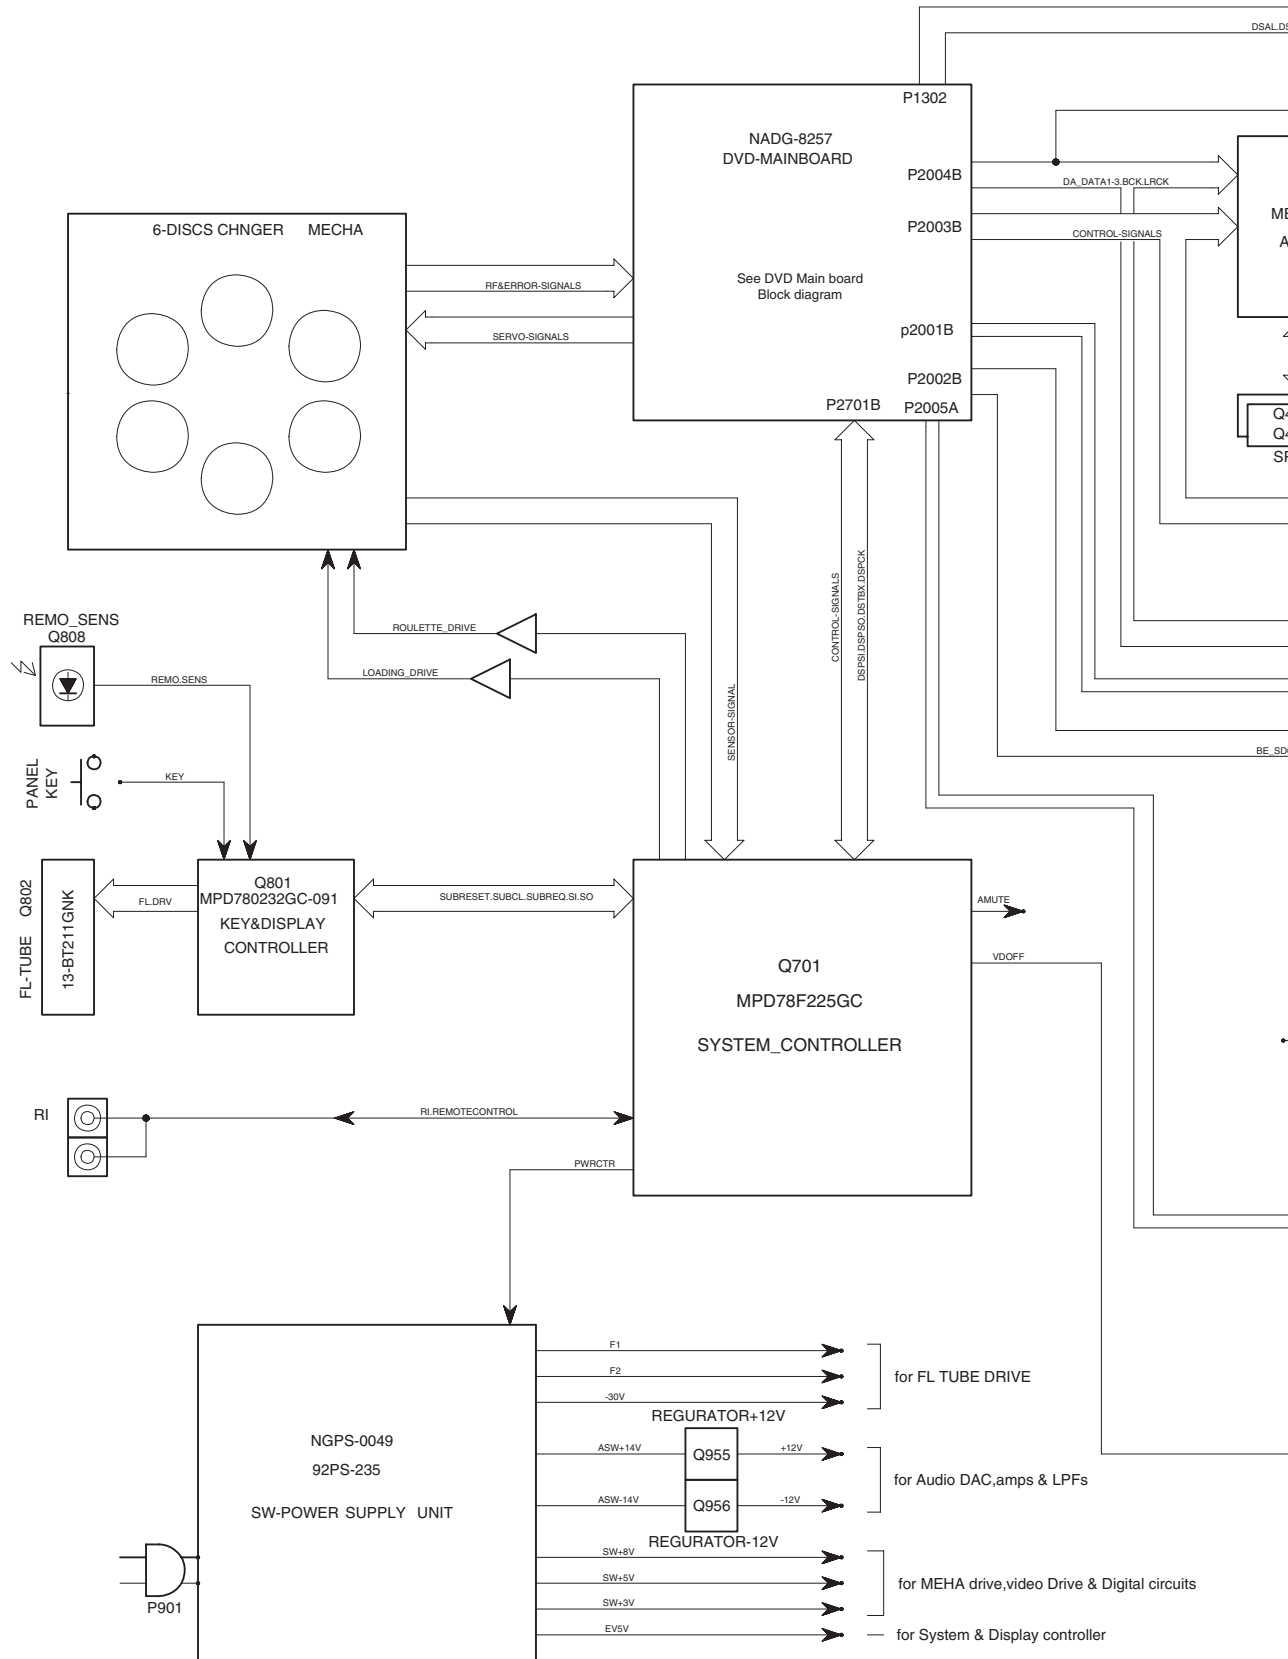 DSAL.DS
P1302
NADG-8257
DVD-MAINBOARD
P2004B
DA_DATA1-3.BCK.LRCK
ME
P2003B
CONTROL-SIGNALS
A
6-DISCS CHNGER MECHA
See DVD Main board
Block diagram
RF&ERROR-SIGNALS
p2001B
SERVO-SIGNALS
P2002B
P2701B
P2005A
Q4
Q4
SP
CONTROL-SIGNALS
DSPSI.DSPSO.DSTBX.DSPCK
REMO_SENS
Q808
ROULETTE_DRIVE
LOADING_DRIVE
REMO.SENS
SENSOR-SIGNAL
BE_SD
PANEL
KEY
KEY
FL-TUBE Q802
13-BT211GNK
FL.DRV
Q801
MPD780232GC-091
KEY&DISPLAY
CONTROLLER
SUBRESET.SUBCL.SUBREQ.SI.SO
AMUTE
VDOFF
Q701
MPD78F225GC
SYSTEM_CONTROLLER
RI
RI.REMOTECONTROL
PWRCTR
F1
F2
-30V
for FL TUBE DRIVE
REGURATOR+12V
NGPS-0049
92PS-235
SW-POWER SUPPLY UNIT
ASW+14V
Q955
+12V
for Audio DAC,amps & LPFs
ASW-14V
Q956
-12V
REGURATOR-12V
SW+8V
SW+5V
for MEHA drive,video Drive & Digital circuits
SW+3V
P901
EV5V
for System & Display controller